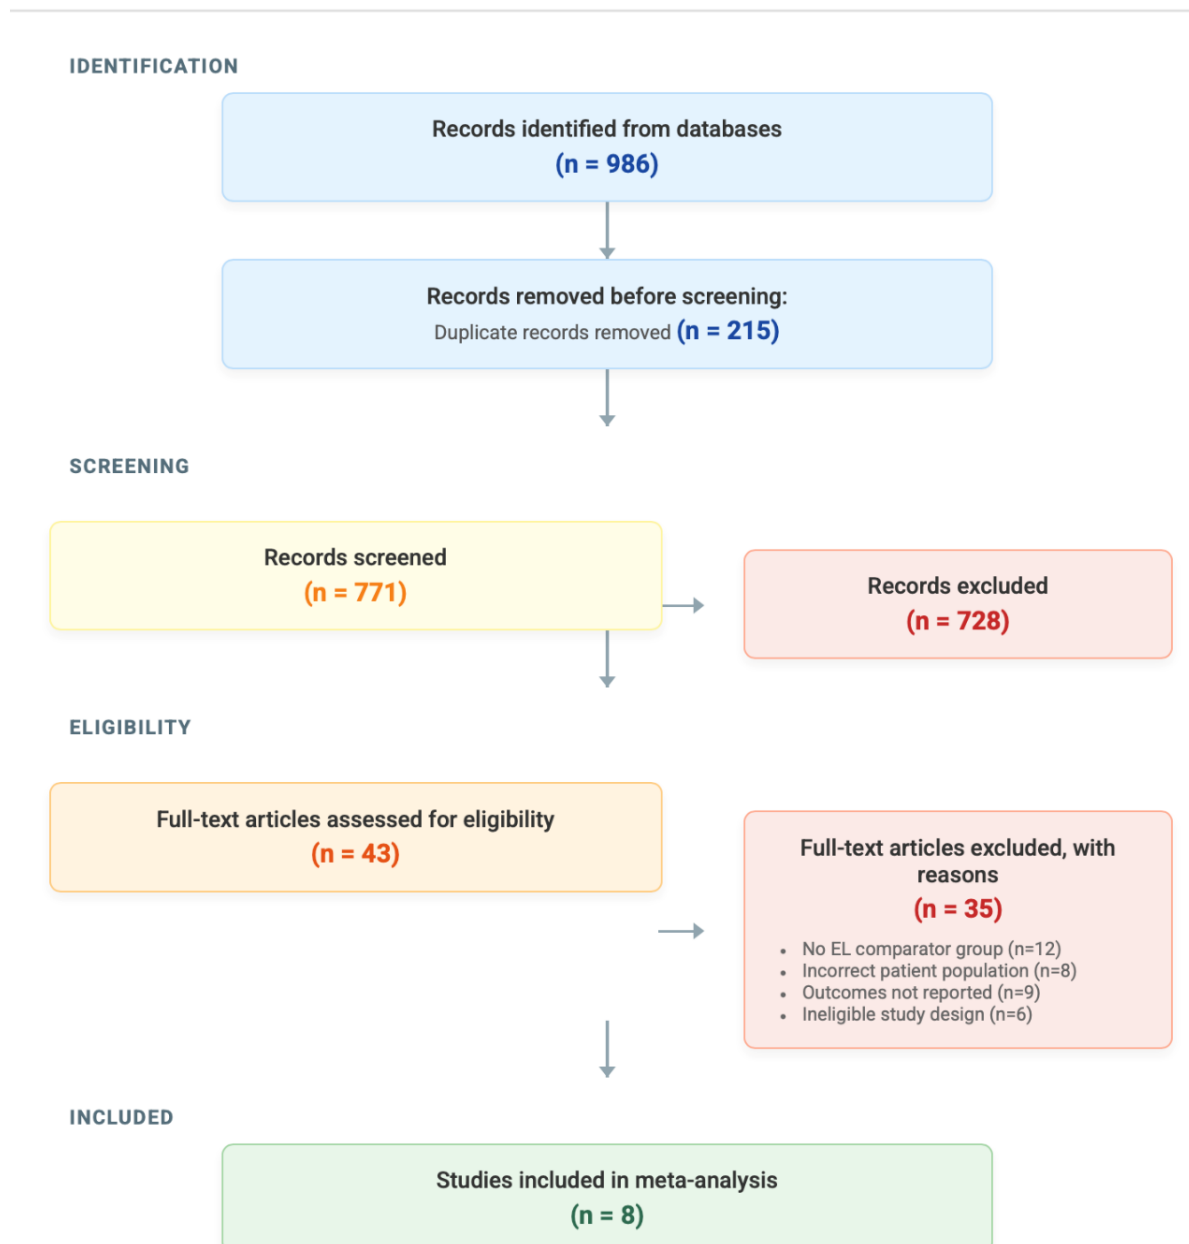 IDENTIFICATION
Records identified from databases
(n = 986)
Records removed before screening:
Duplicate records removed (n = 215)
SCREENING
Records screened
(n = 771)
Records excluded
(n = 728)
ELIGIBILITY
Full-text articles assessed for eligibility
(n = 43)
Full-text articles excluded, with
reasons
(n = 35)
• No EL comparator group (n=12)
• Incorrect patient population (n=8)
• Outcomes not reported (n=9)
• Ineligible study design (n=6)
INCLUDED
Studies included in meta-analysis
(n = 8)